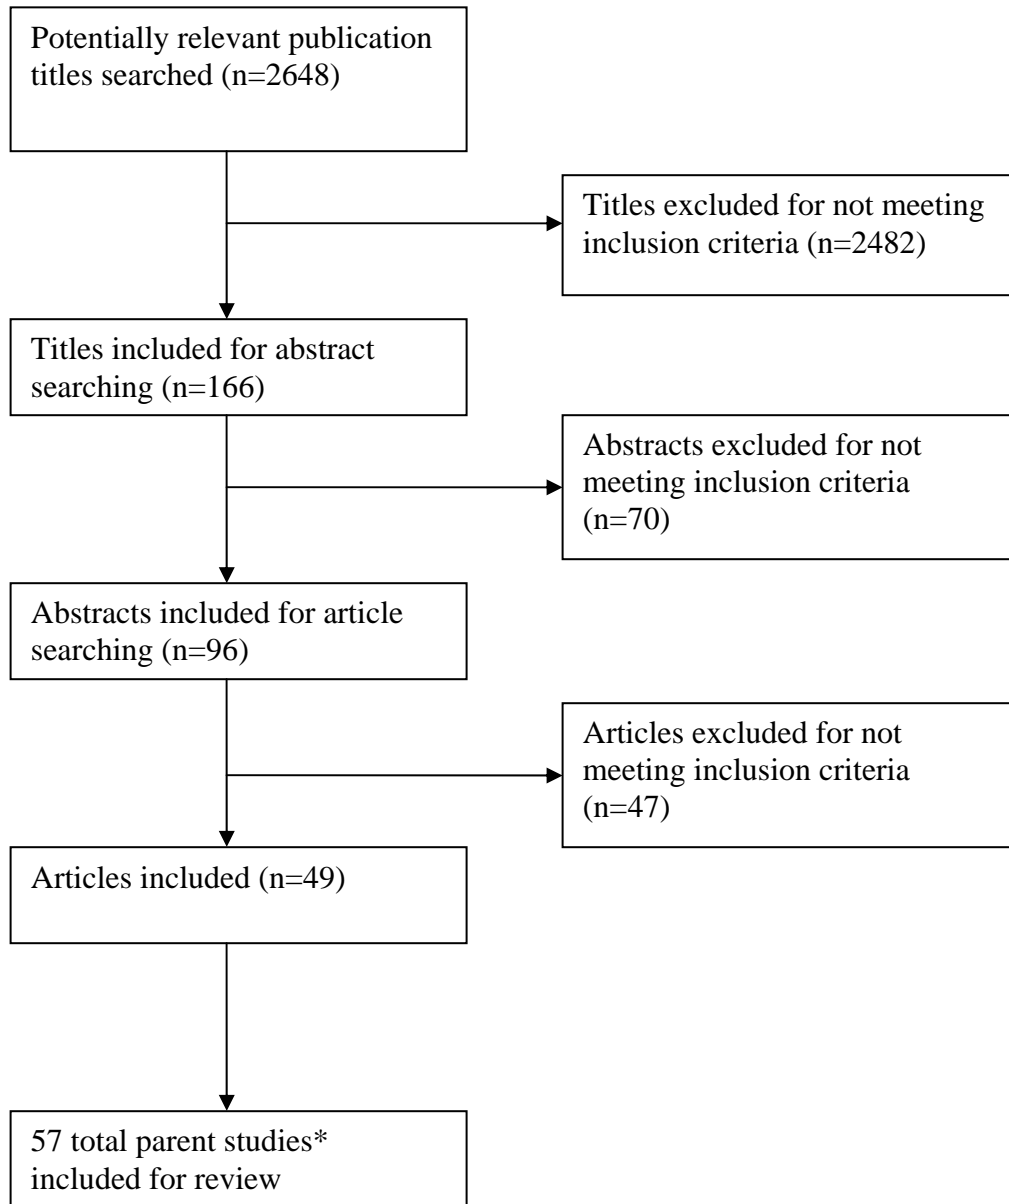 Potentially relevant publication
titles searched (n=2648)
Titles excluded for not meeting
inclusion criteria (n=2482)
Titles included for abstract
searching (n=166)
Abstracts excluded for not
meeting inclusion criteria
(n=70)
Abstracts included for article
searching (n=96)
Articles excluded for not
meeting inclusion criteria
(n=47)
Articles included (n=49)
57 total parent studies*
included for review